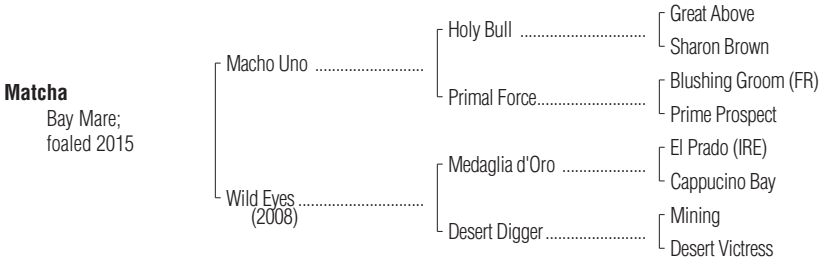 Great Above
Holy Bull ..............................
Sharon Brown
Macho Uno ..........................
Blushing Groom (FR)
Primal Force..........................
Prime Prospect
Matcha
Bay Mare;
foaled 2015
El Prado (IRE)
Medaglia d'Oro ....................
Cappucino Bay
Wild Eyes ..............................
(2008)
Mining
Desert Digger........................
Desert Victress